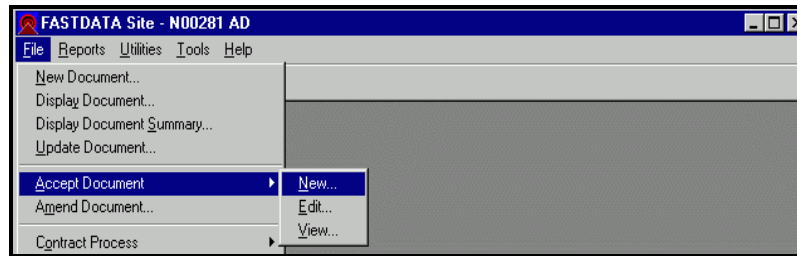 FASTDATA Site - N00281 AD
File Reports Utilities Tools Help
New Document...
Display Document...
Display Document Summary...
Update Document...
Accept Document New...
Amend Document... Edit...
View...
Contract Process